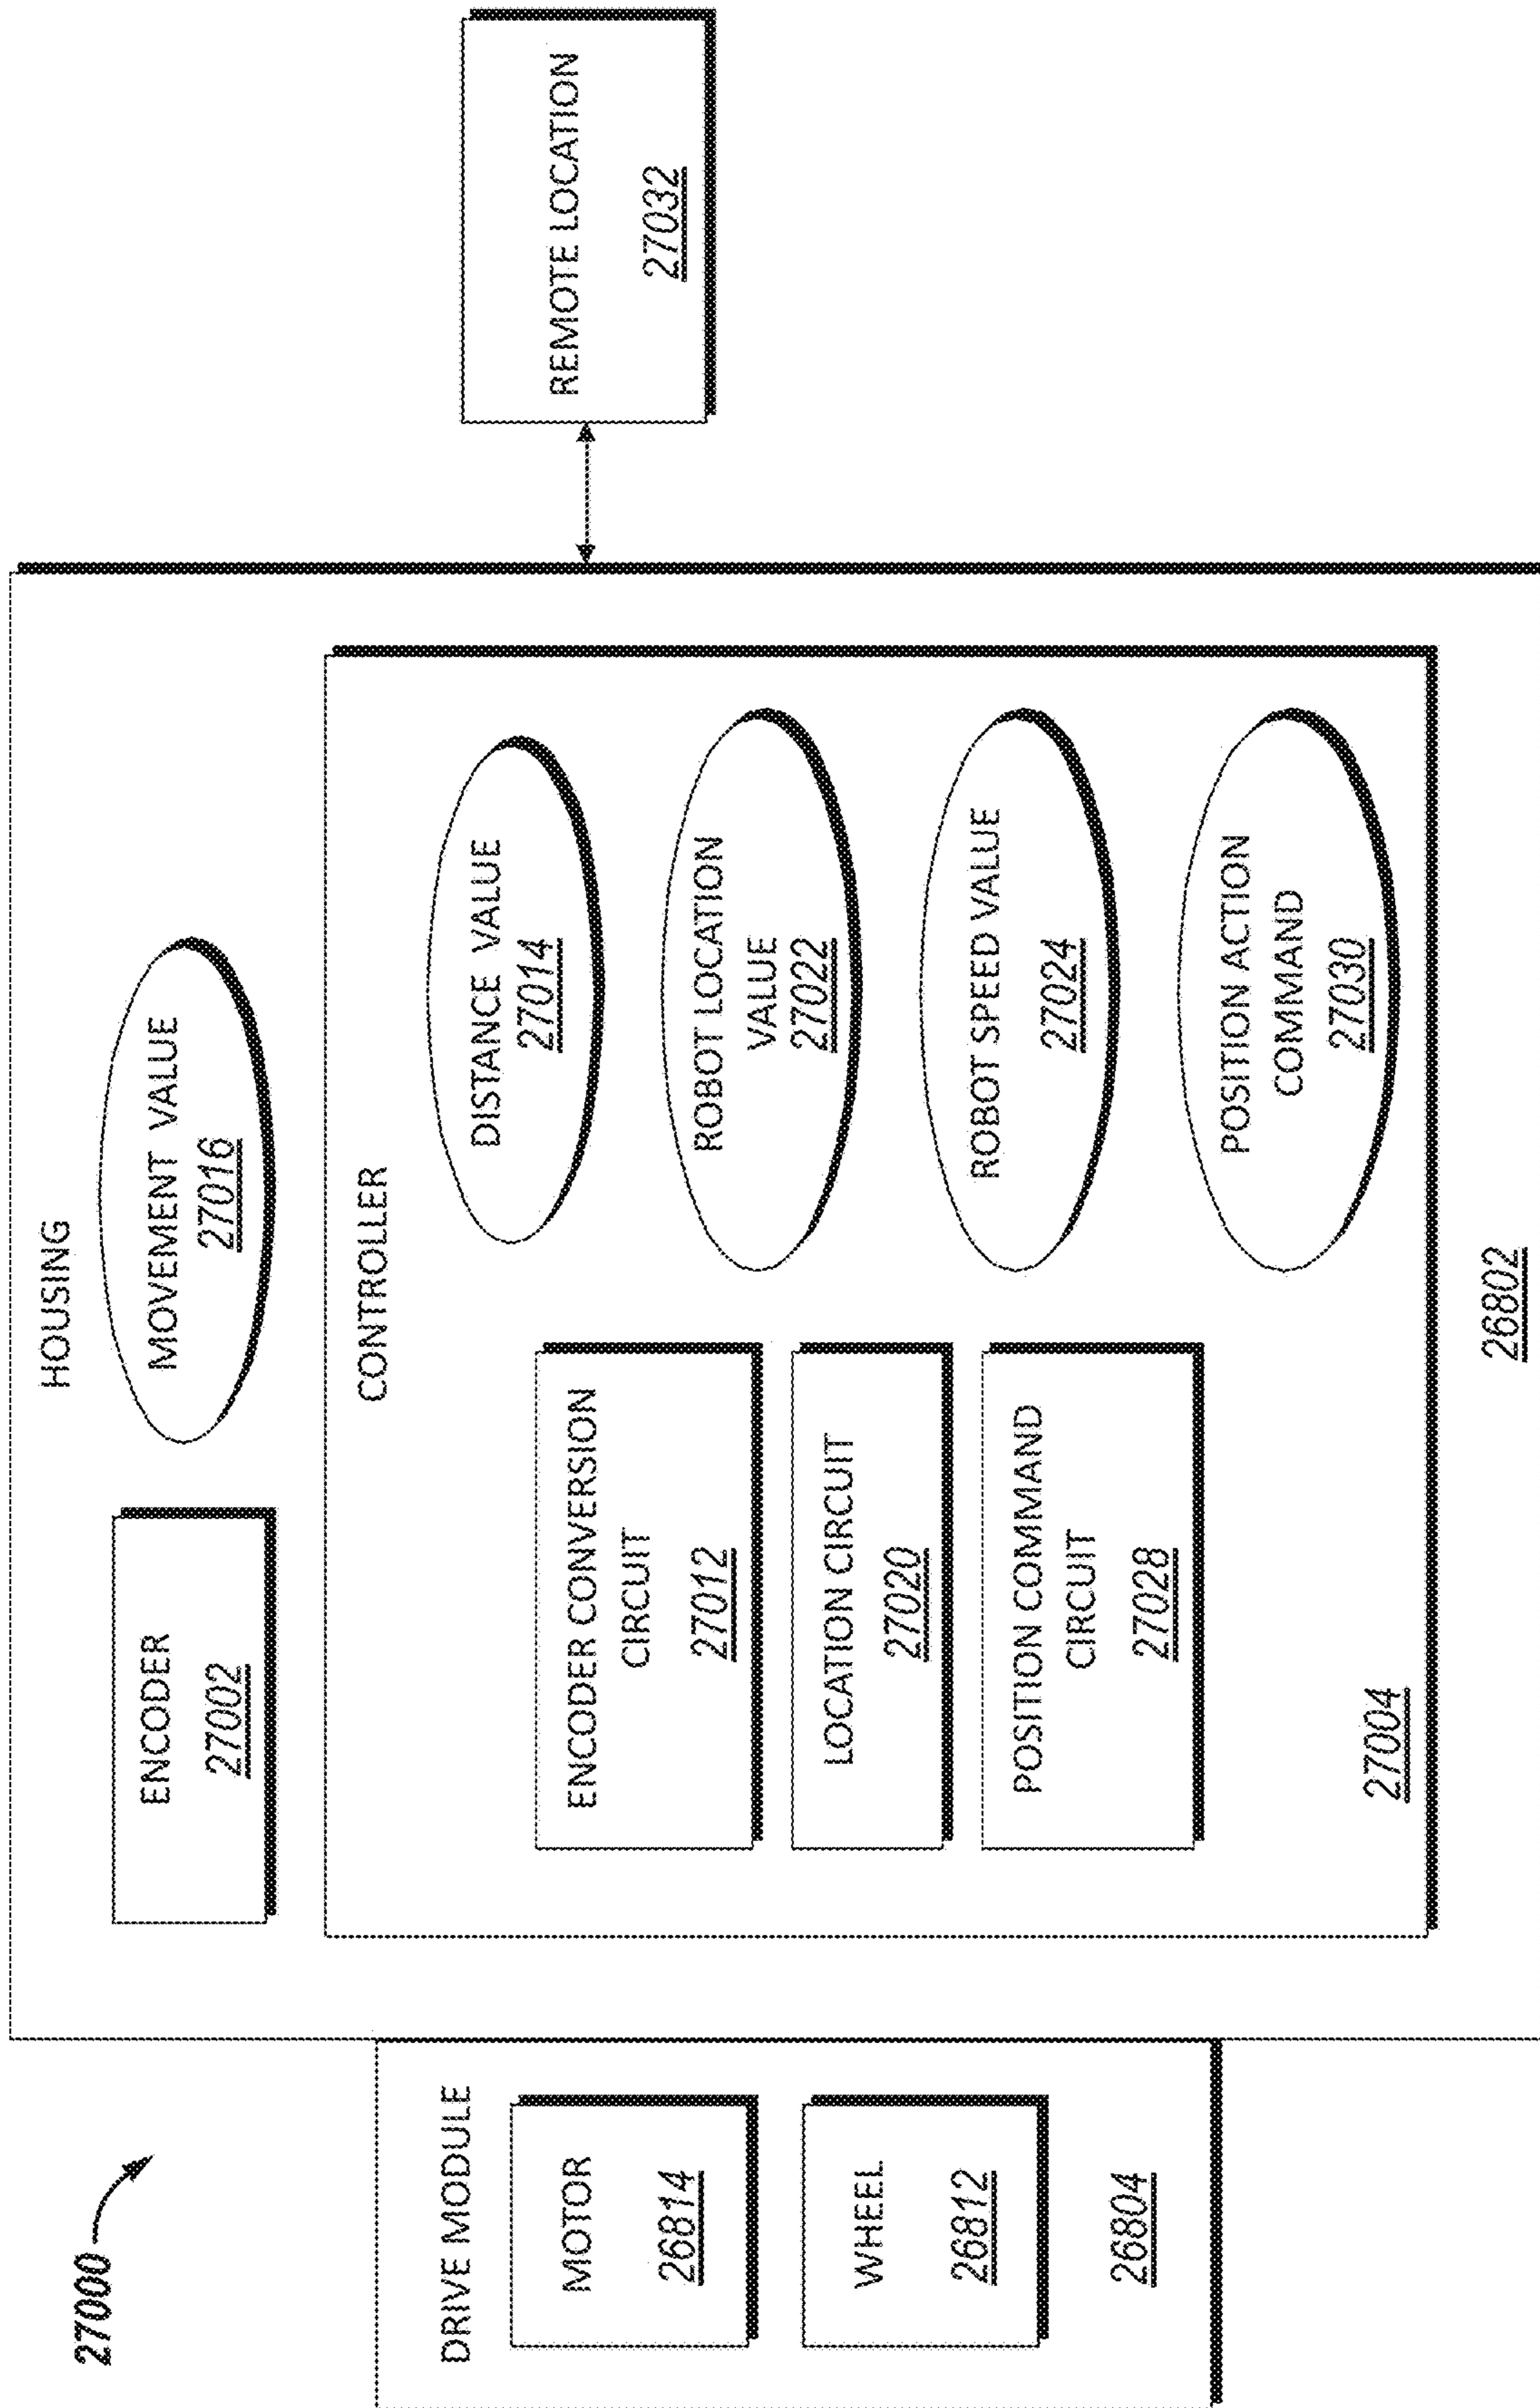 27000
DRIVE MODULE
MOTOR
26814
WHEEL
26812
26804
HOUSING
ENCODER
27002
MOVEMENT VALUE
27016
CONTROLLER
ENCODER CONVERSION
CIRCUIT
27012
LOCATION CIRCUIT
27020
POSITION COMMAND
CIRCUIT
27028
27004
DISTANCE VALUE
27014
ROBOT LOCATION
VALUE
27022
ROBOT SPEED VALUE
27024
POSITION ACTION
COMMAND
27030
26802
REMOTE LOCATION
27032